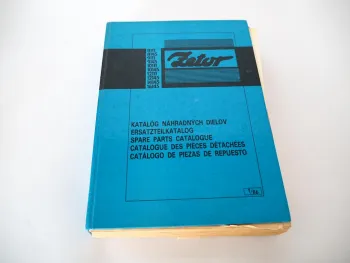 Zetor
KATALÓG NÁHRADNÝCH DIELOV
ERSATZTEILKATALOG
SPARE PARTS CATALOGUE
CATALOGUE DES PIÈCES DÉTACHÉES
CATÁLOGO DE PIEZAS DE REPUESTO